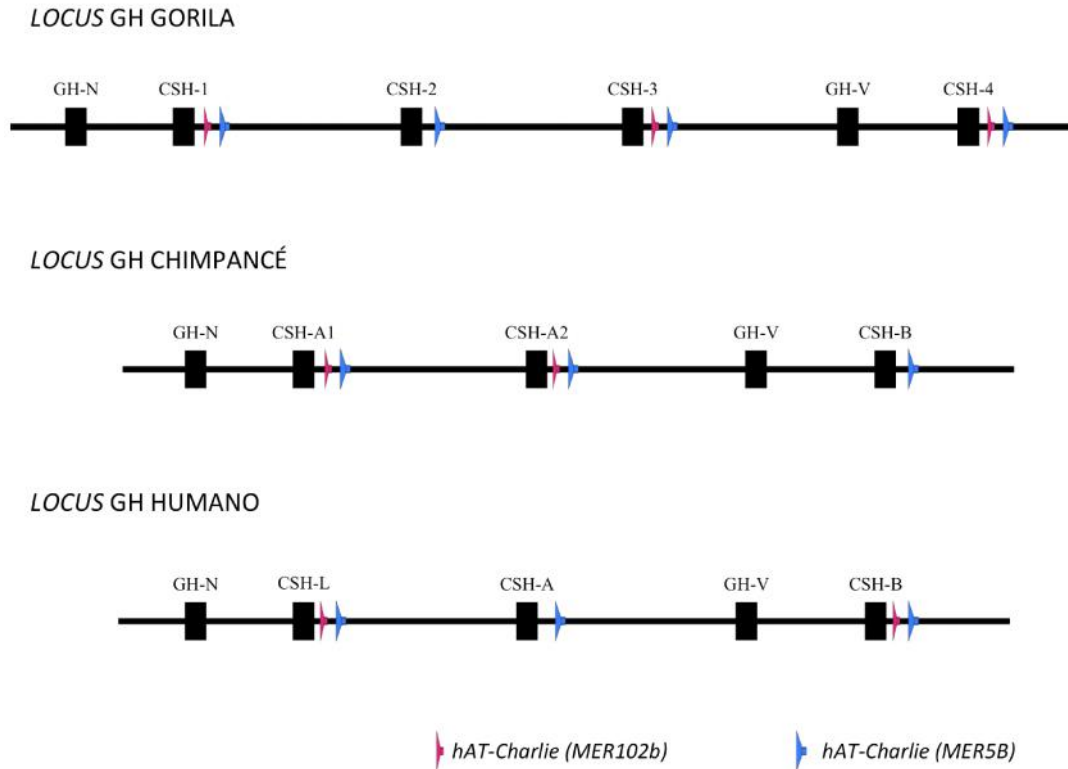 LOCUS GH GORILA
GH-N CSH-1 CSH-2 CSH-3 GH-V CSH-4
LOCUS GH CHIMPANCÉ
GH-N CSH-A1 CSH-A2 GH-V CSH-B
LOCUS GH HUMANO
GH-N CSH-L CSH-A GH-V CSH-B
hAT-Charlie (MER102b) hAT-Charlie (MER5B)